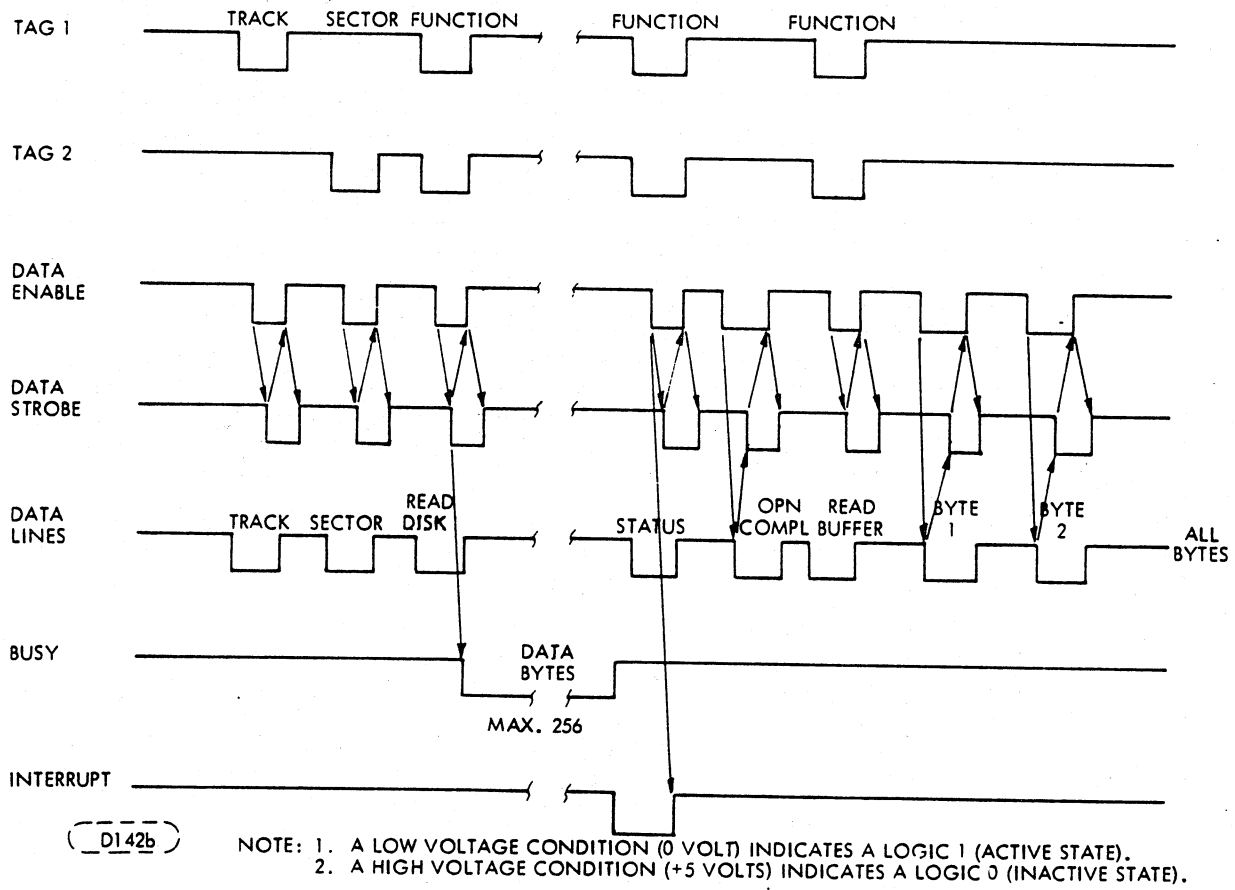 TAG 1
TRACK SECTOR FUNCTION FUNCTION FUNCTION
TAG 2
DATA
ENABLE
DATA
STROBE
DATA
LINES
TRACK SECTOR
READ
DISK
STATUS
OPN
COMPL
READ
BUFFER
BYTE
1
BYTE
2
ALL
BYTES
BUSY
DATA
BYTES
MAX. 256
INTERRUPT
D142b
NOTE: 1. A LOW VOLTAGE CONDITION (0 VOLT) INDICATES A LOGIC 1 (ACTIVE STATE).
2. A HIGH VOLTAGE CONDITION (+5 VOLTS) INDICATES A LOGIC 0 (INACTIVE STATE).